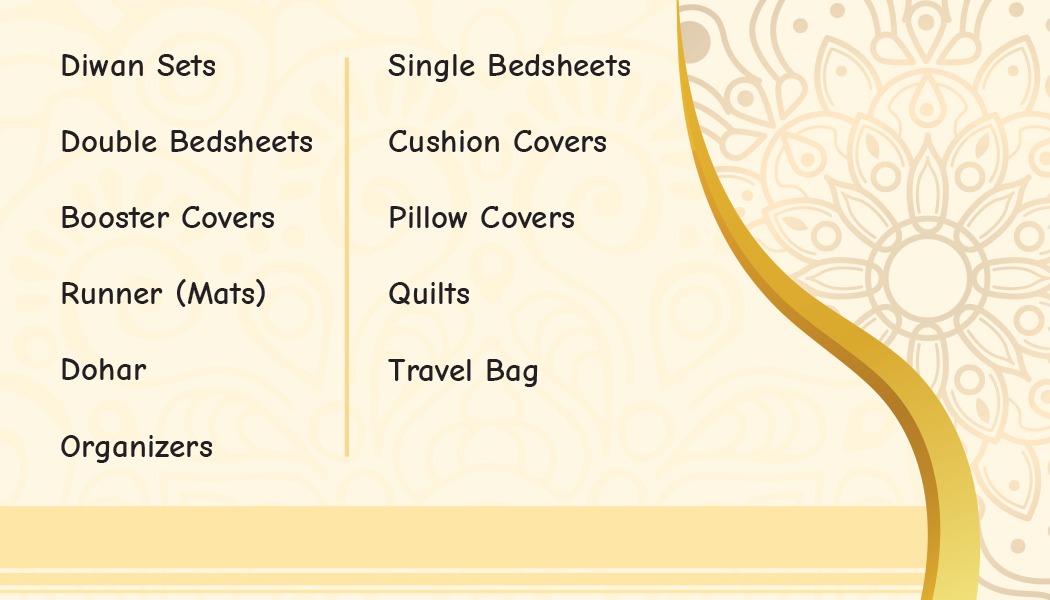 Diwan Sets
Double Bedsheets
Booster Covers
Runner (Mats)
Dohar
Organizers
Single Bedsheets
Cushion Covers
Pillow Covers
Quilts
Travel Bag